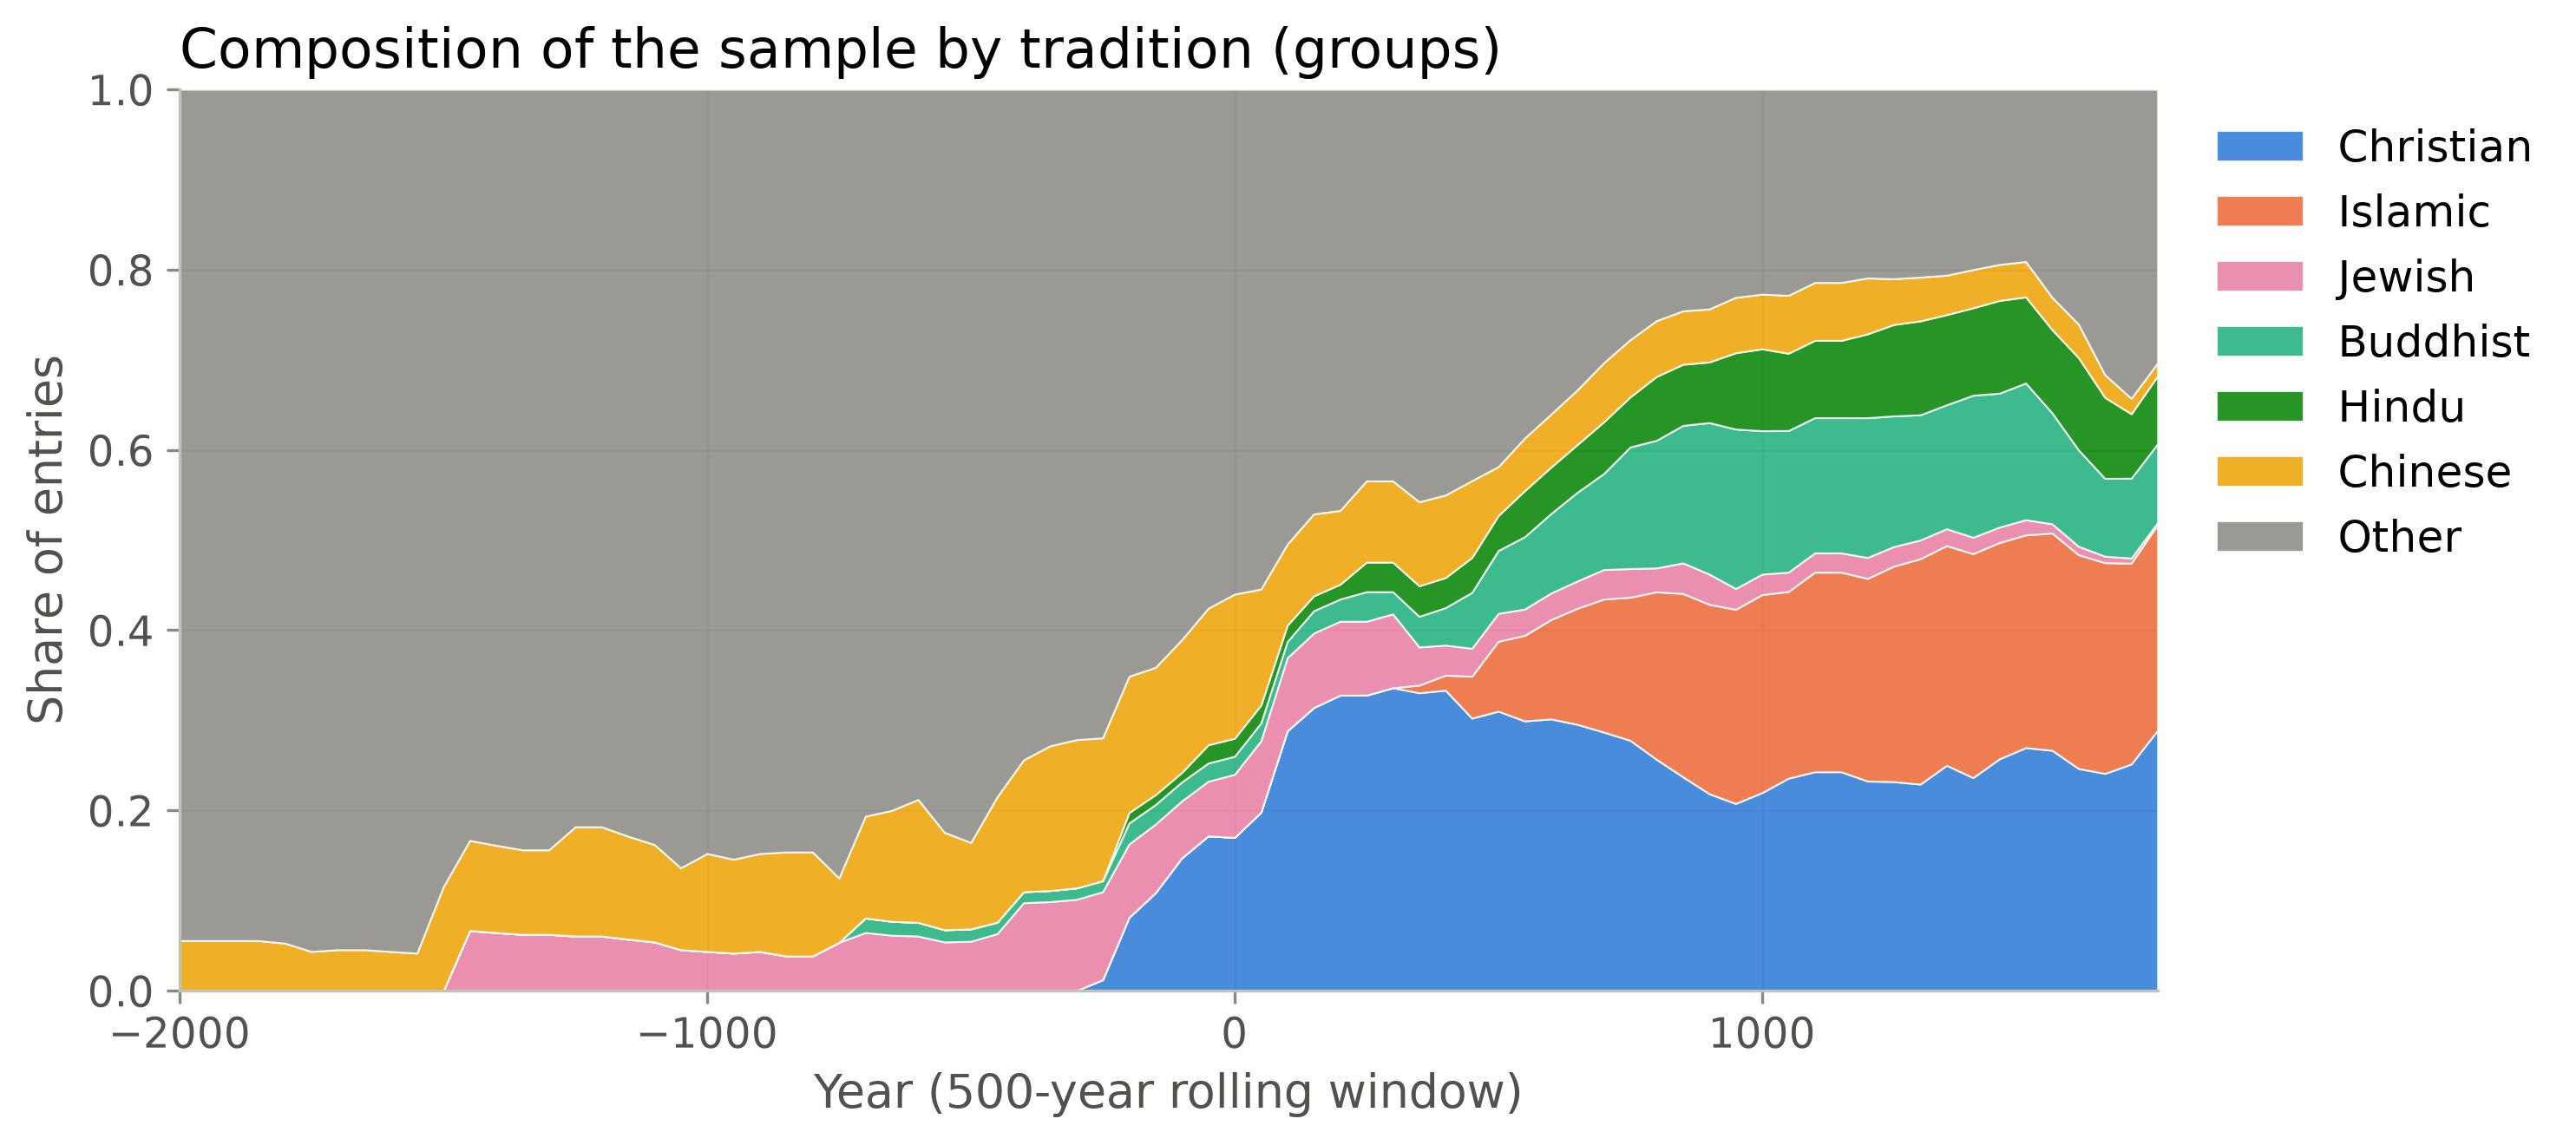 Composition of the sample by tradition (groups)
1.0
0.8
0.6
0.4
0.2
0.0
Share of entries
−2000
−1000
0
1000
Year (500-year rolling window)
Christian
Islamic
Jewish
Buddhist
Hindu
Chinese
Other